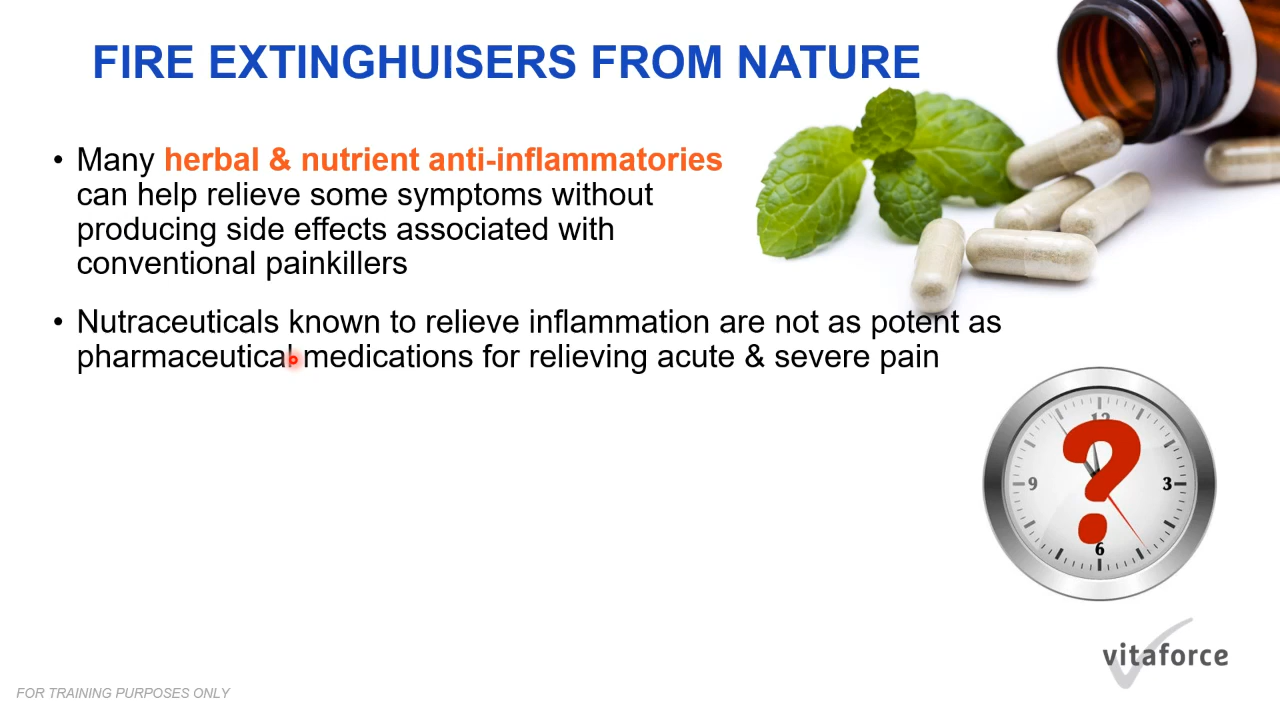 FIRE EXTINGHUISERS FROM NATURE
• Many herbal & nutrient anti-inflammatories
can help relieve some symptoms without
producing side effects associated with
conventional painkillers
• Nutraceuticals known to relieve inflammation are not as potent as
pharmaceutical medications for relieving acute & severe pain
12
9
3
6
?
vitaforce
FOR TRAINING PURPOSES ONLY